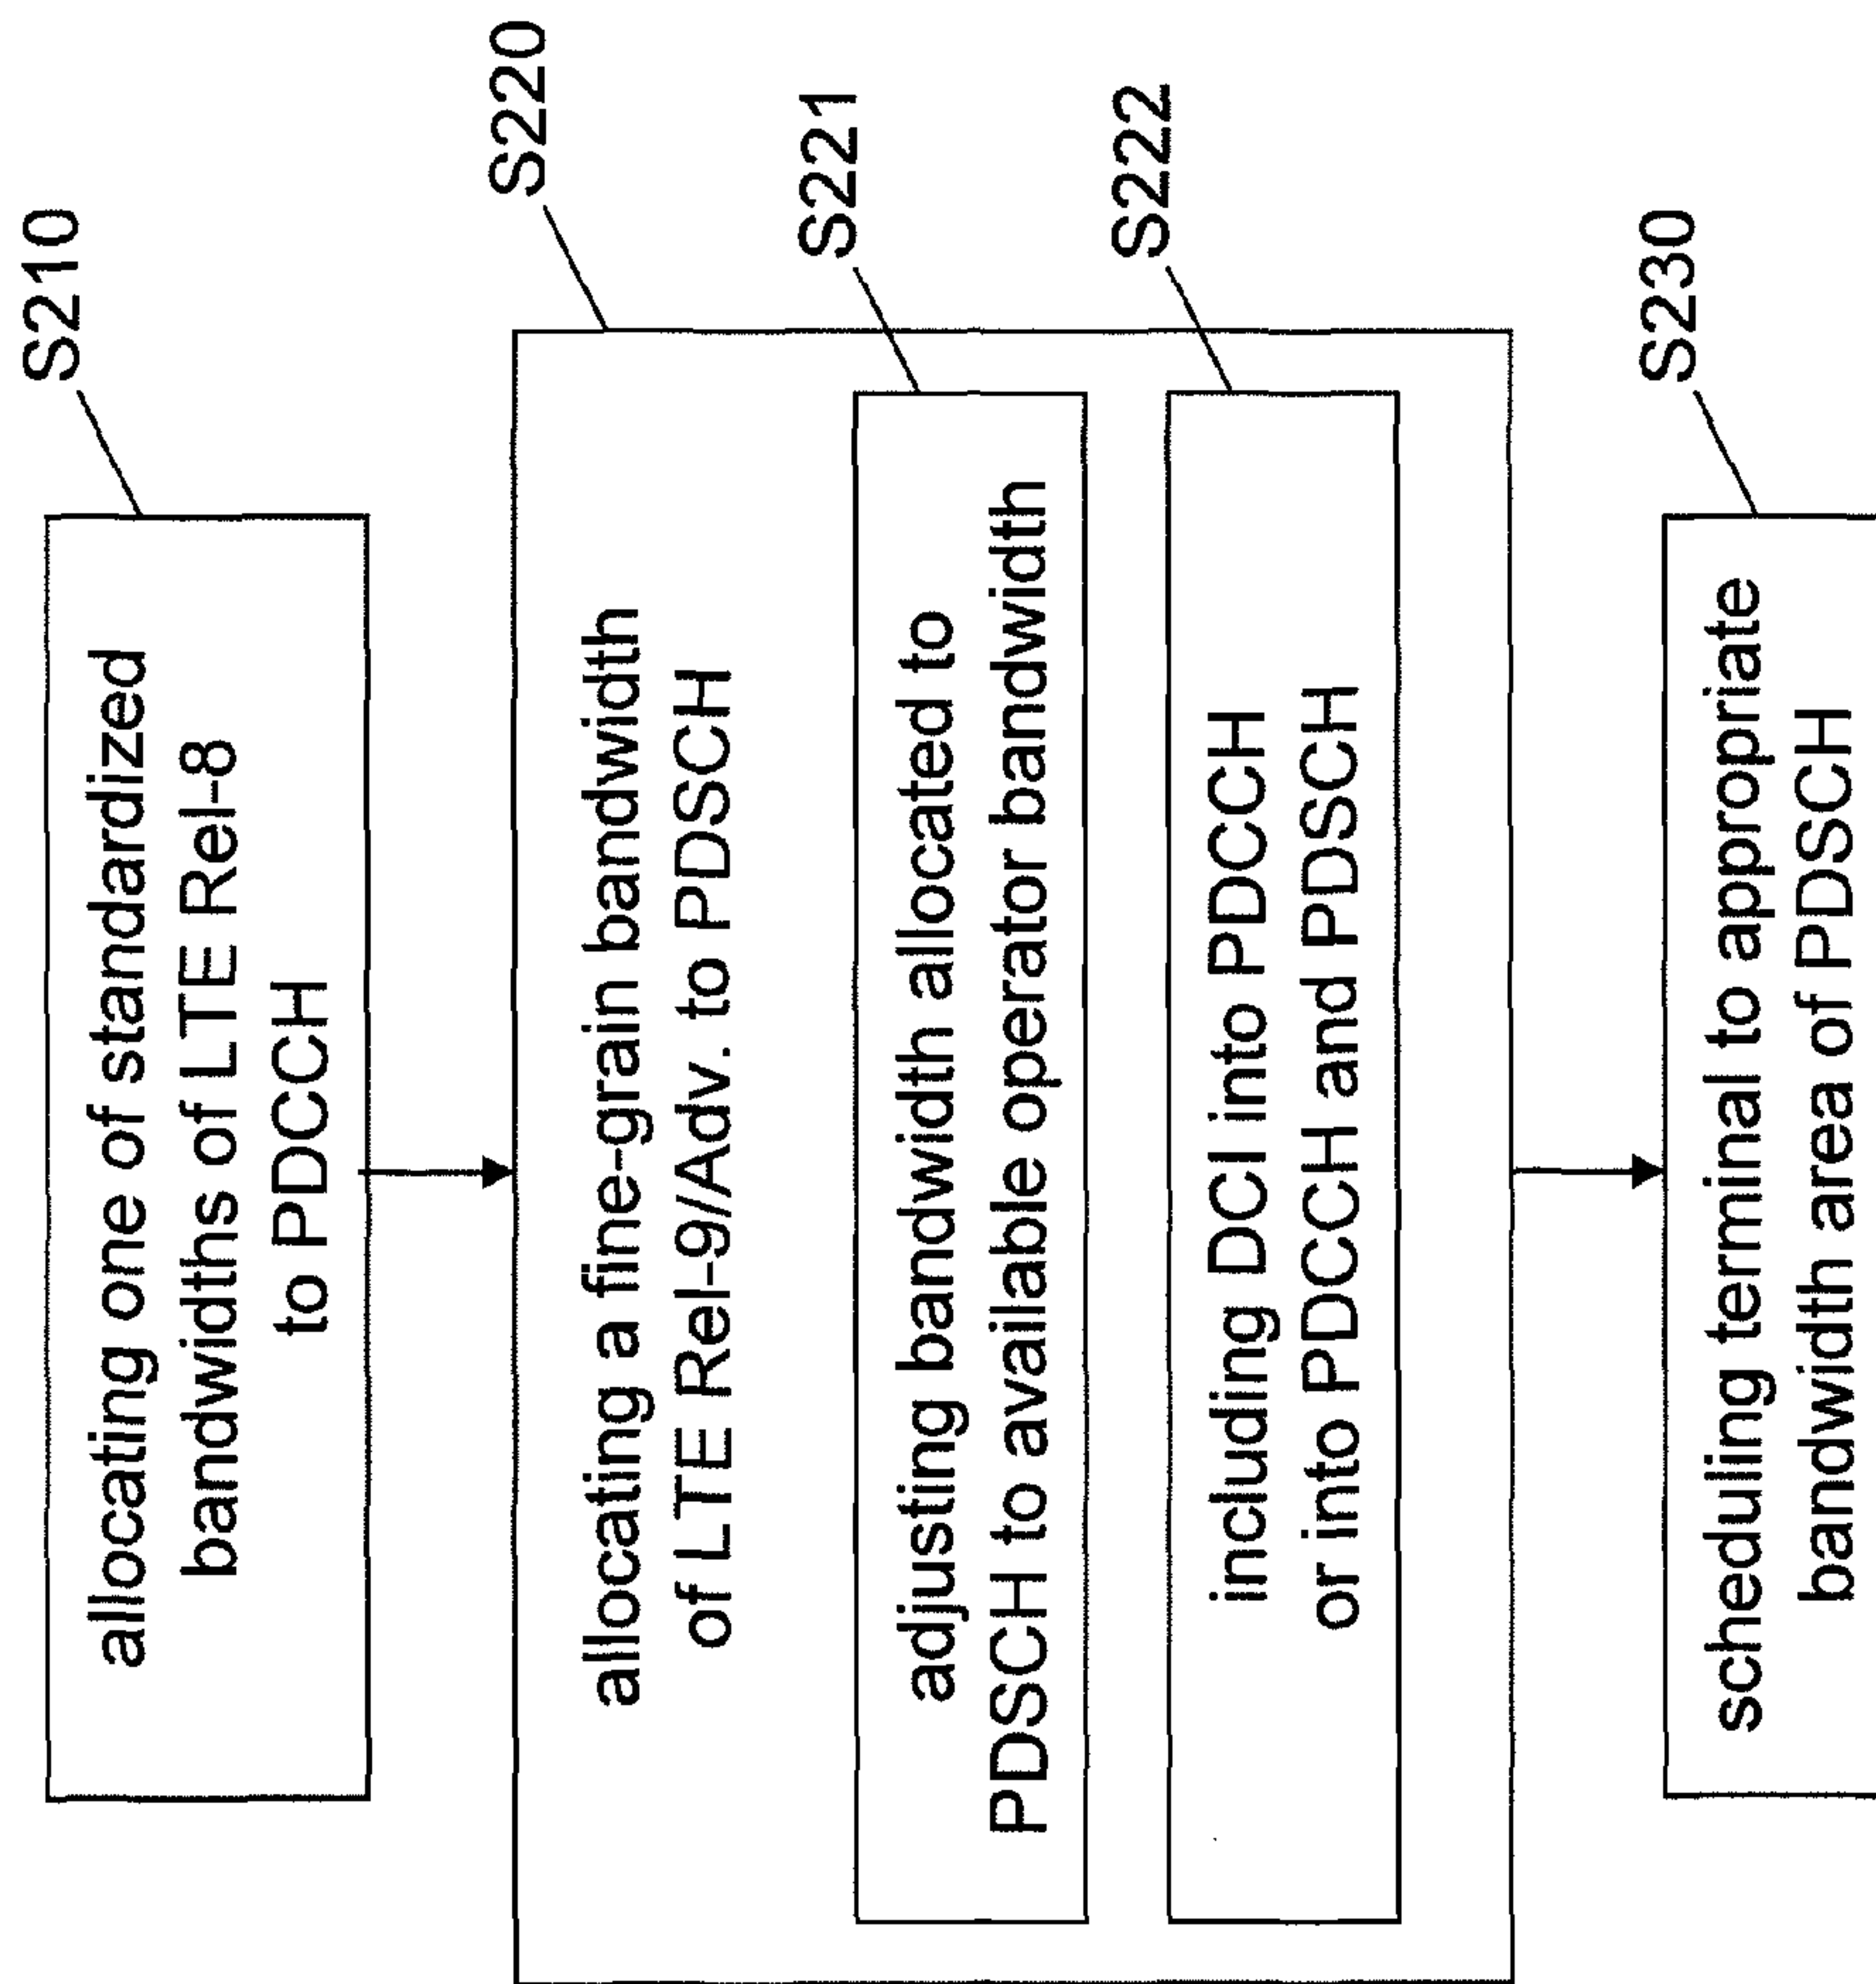 S210
allocating one of standardized
bandwidths of LTE Rel-8
to PDCCH
S220
allocating a fine-grain bandwidth
of LTE Rel-9/Adv. to PDSCH
S221
adjusting bandwidth allocated to
PDSCH to available operator bandwidth
S222
including DCI into PDCCH
or into PDCCH and PDSCH
S230
scheduling terminal to appropriate
bandwidth area of PDSCH